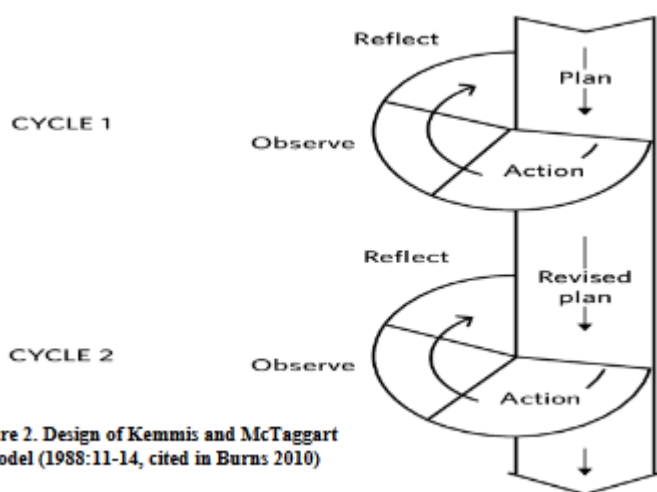 Reflect
Plan
CYCLE 1
Observe
Action
Reflect
Revised
plan
CYCLE 2
Observe
Action
re 2. Design of Kemmis and McTaggart
odel (1988:11-14, cited in Burns 2010)